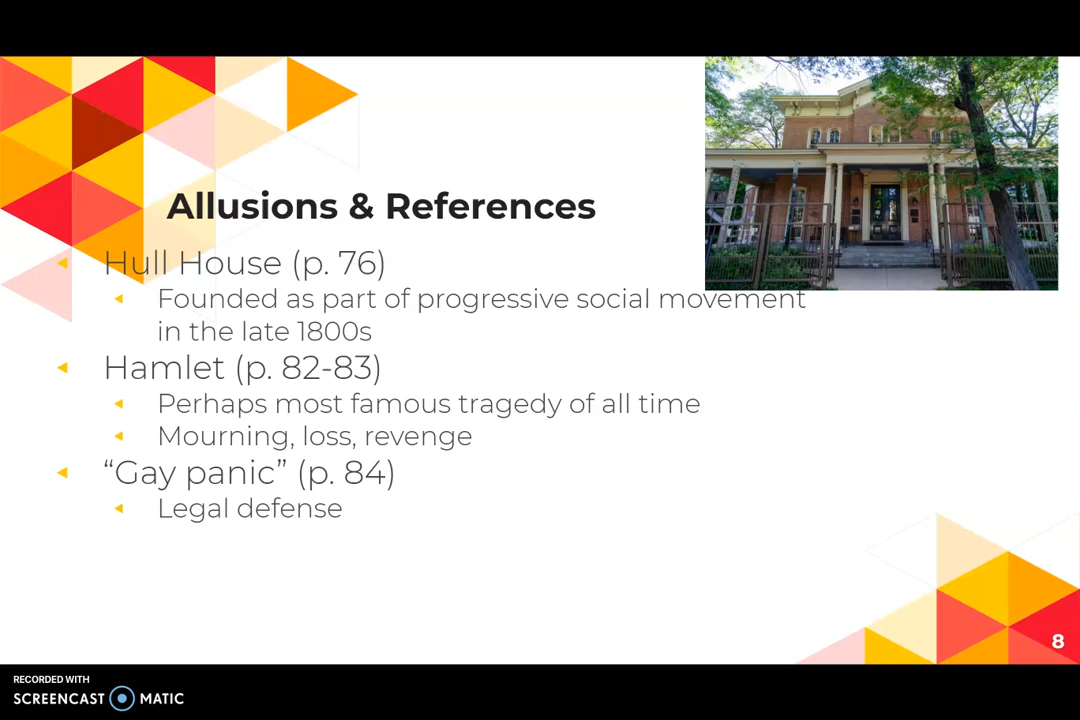 Allusions & References
Hull House (p. 76)
Founded as part of progressive social movement
in the late 1800s
Hamlet (p. 82-83)
Perhaps most famous tragedy of all time
Mourning, loss, revenge
“Gay panic” (p. 84)
Legal defense
8
RECORDED WITH
SCREENCAST MATIC